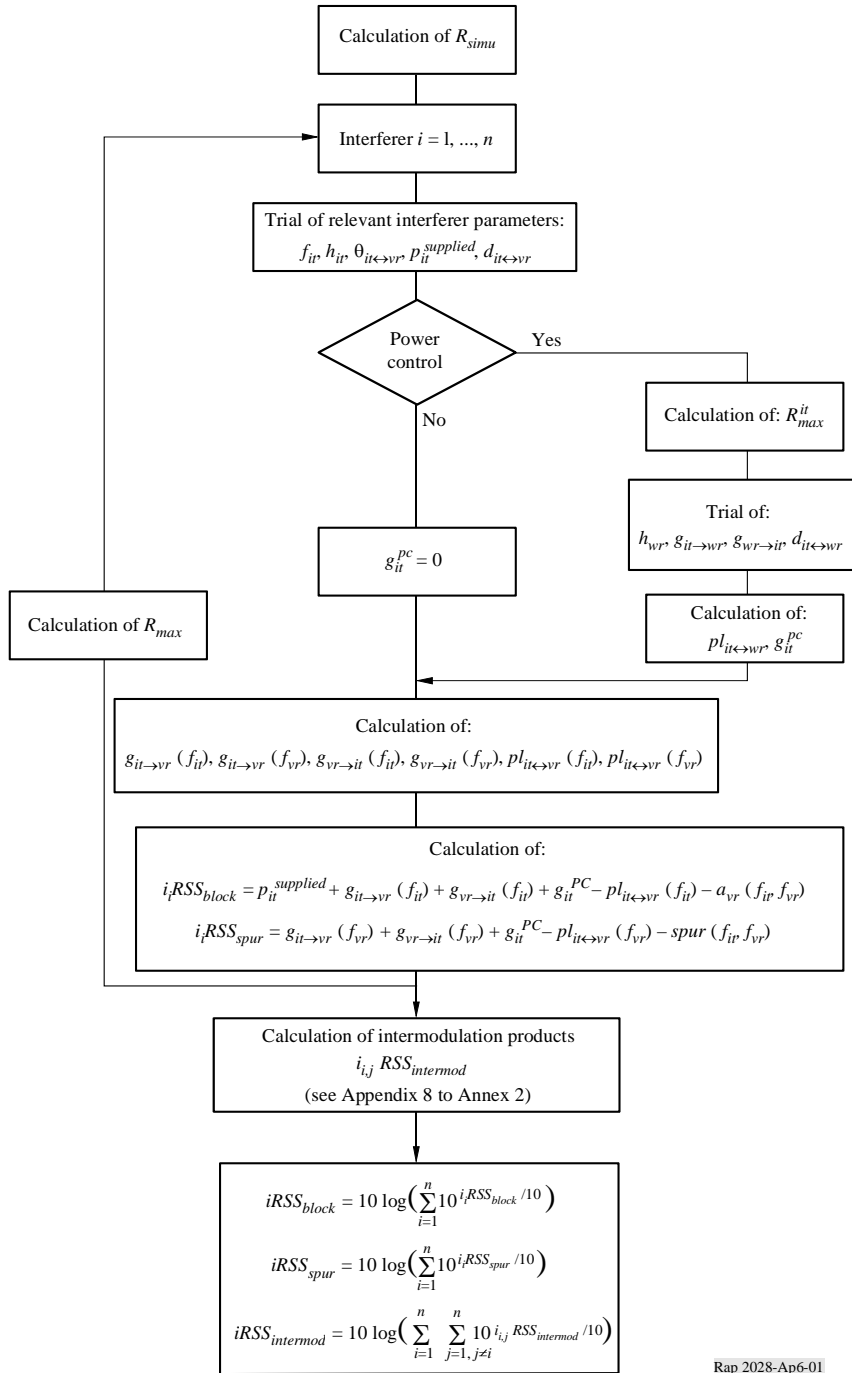 Calculation of R_simu
Interferer i = 1, ..., n
Trial of relevant interferer parameters:
f_it, h_it, θ_it↔vr, p_it^supplied, d_it↔vr
Power
control
Yes
No
Calculation of: R_max^it
Trial of:
h_wr, g_it→wr, g_wr→it, d_it↔wr
g_it^pc = 0
Calculation of:
pl_it↔wr, g_it^pc
Calculation of R_max
Calculation of:
g_it→vr (f_it), g_it→vr (f_vr), g_vr→it (f_it), g_vr→it (f_vr), pl_it↔vr (f_it), pl_it↔vr (f_vr)
Calculation of:
i_iRSS_block = p_it^supplied + g_it→vr (f_it) + g_vr→it (f_it) + g_it^PC – pl_it↔vr (f_it) – a_vr (f_it, f_vr)
i_iRSS_spur = g_it→vr (f_vr) + g_vr→it (f_vr) + g_it^PC – pl_it↔vr (f_vr) – spur (f_it, f_vr)
Calculation of intermodulation products
i_i,j RSS_intermod
(see Appendix 8 to Annex 2)
iRSS_block = 10 log(∑_{i=1}^{n} 10^{i_iRSS_block /10})
iRSS_spur = 10 log(∑_{i=1}^{n} 10^{i_iRSS_spur /10})
iRSS_intermod = 10 log(∑_{i=1}^{n} ∑_{j=1, j≠i}^{n} 10^{i_i,j RSS_intermod /10})
Rap 2028-Ap6-01